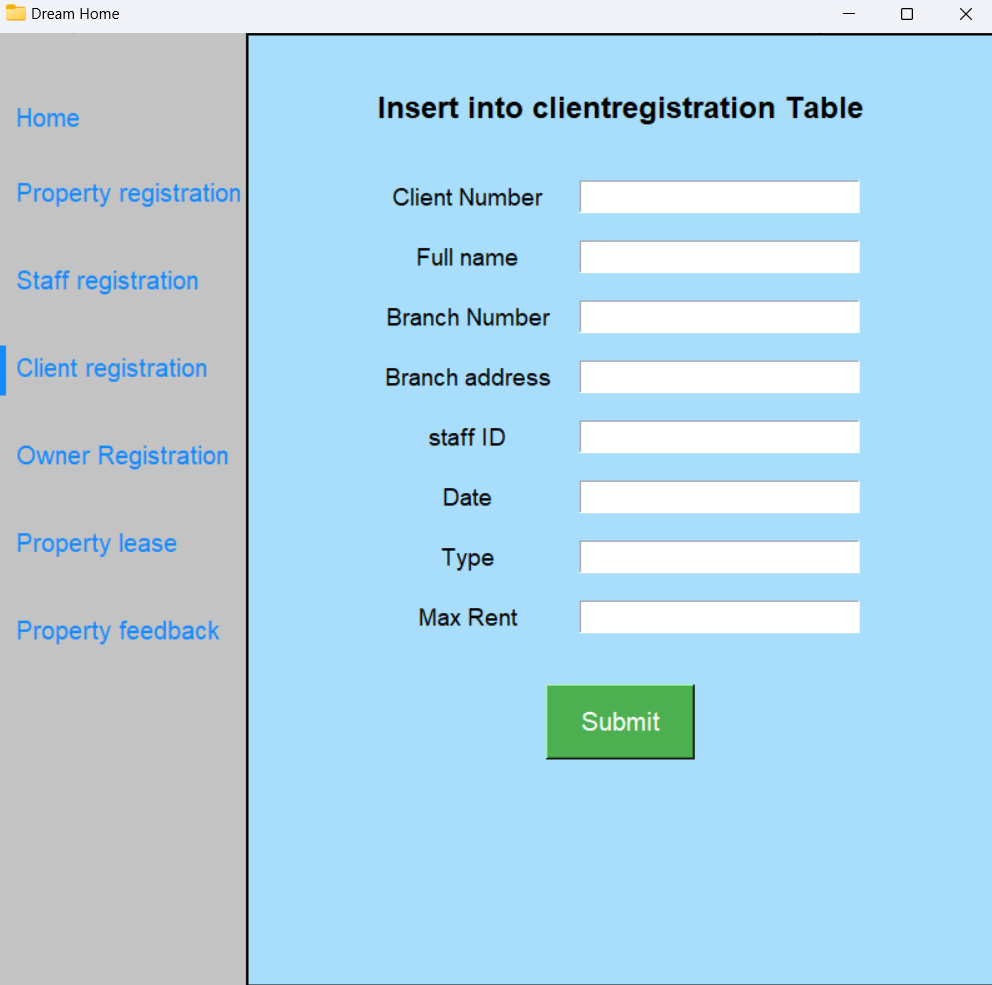 Dream Home
Home
Property registration
Staff registration
Client registration
Owner Registration
Property lease
Property feedback
Insert into clientregistration Table
Client Number
Full name
Branch Number
Branch address
staff ID
Date
Type
Max Rent
Submit